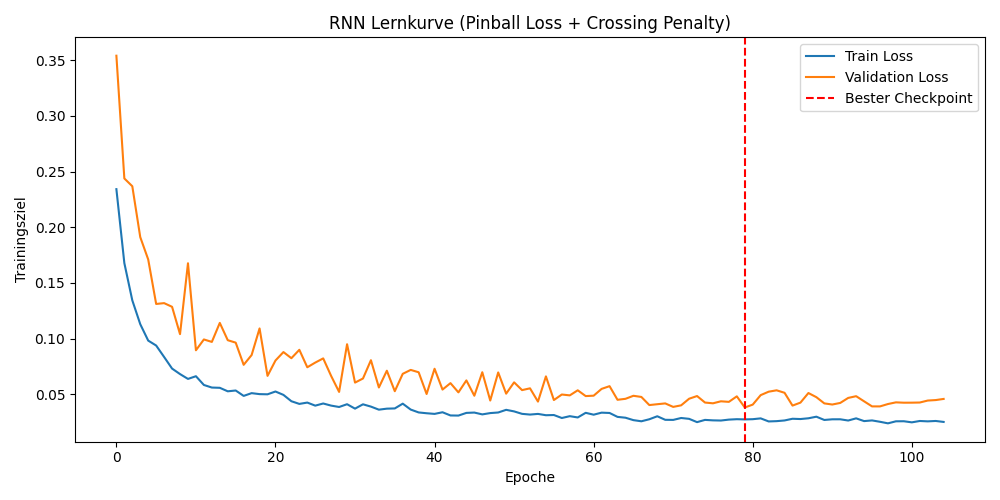 RNN Lernkurve (Pinball Loss + Crossing Penalty)
Train Loss
Validation Loss
Bester Checkpoint
Trainingsziel
0.35
0.30
0.25
0.20
0.15
0.10
0.05
0 20 40 60 80 100
Epoche